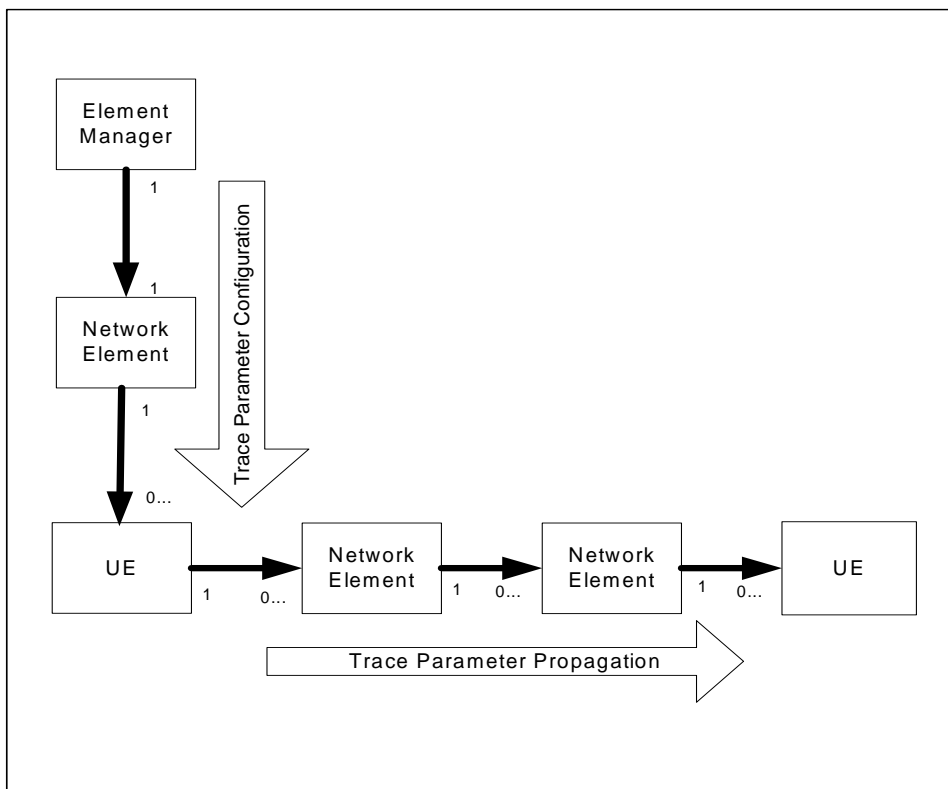 Element
Manager
1
Trace Parameter Configuration
1
Network
Element
1
0...
UE
1
0...
Network
Element
1
0...
Network
Element
1
0...
UE
Trace Parameter Propagation